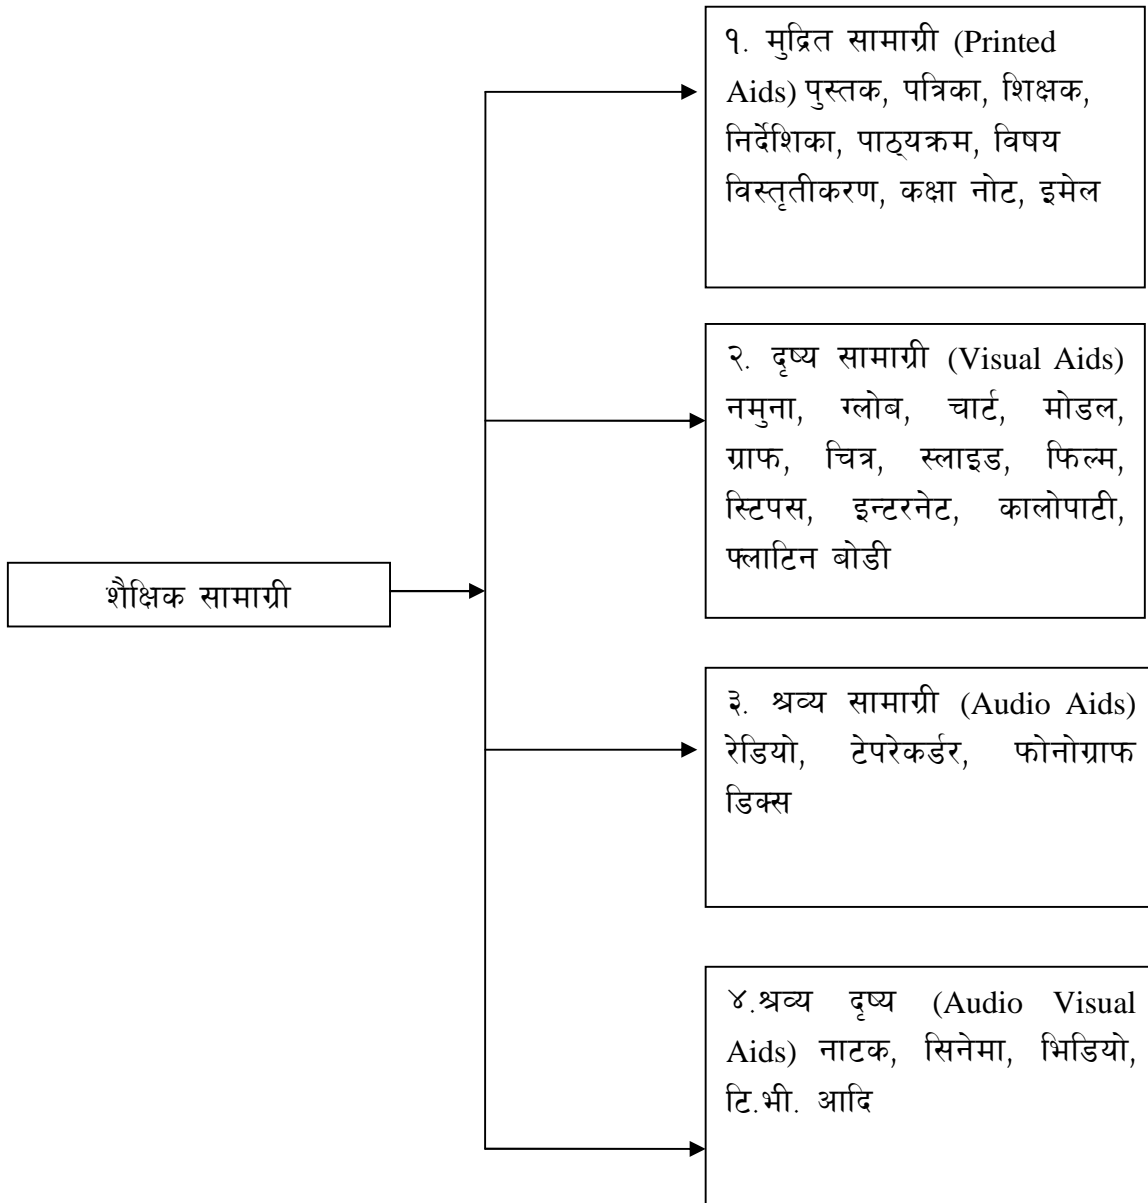 १. मुद्रित सामाग्री (Printed
Aids) पुस्तक, पत्रिका, शिक्षक,
निर्देशिका, पाठ्यक्रम, विषय
विस्तृतीकरण, कक्षा नोट, इमेल
२. दृष्य सामाग्री (Visual Aids)
नमुना, ग्लोब, चार्ट, मोडल,
ग्राफ, चित्र, स्लाइड, फिल्म,
स्टिपस, इन्टरनेट, कालोपाटी,
फ्लाटिन बोडी
शैक्षिक सामाग्री
३. श्रव्य सामाग्री (Audio Aids)
रेडियो, टेपरेकर्डर, फोनोग्राफ
डिक्स
४.श्रव्य दृष्य (Audio Visual
Aids) नाटक, सिनेमा, भिडियो,
टि.भी. आदि